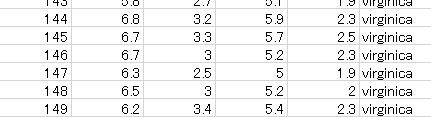 143 5.8 2.7 5.1 1.9 virginica
144 6.8 3.2 5.9 2.3 virginica
145 6.7 3.3 5.7 2.5 virginica
146 6.7 3 5.2 2.3 virginica
147 6.3 2.5 5 1.9 virginica
148 6.5 3 5.2 2 virginica
149 6.2 3.4 5.4 2.3 virginica